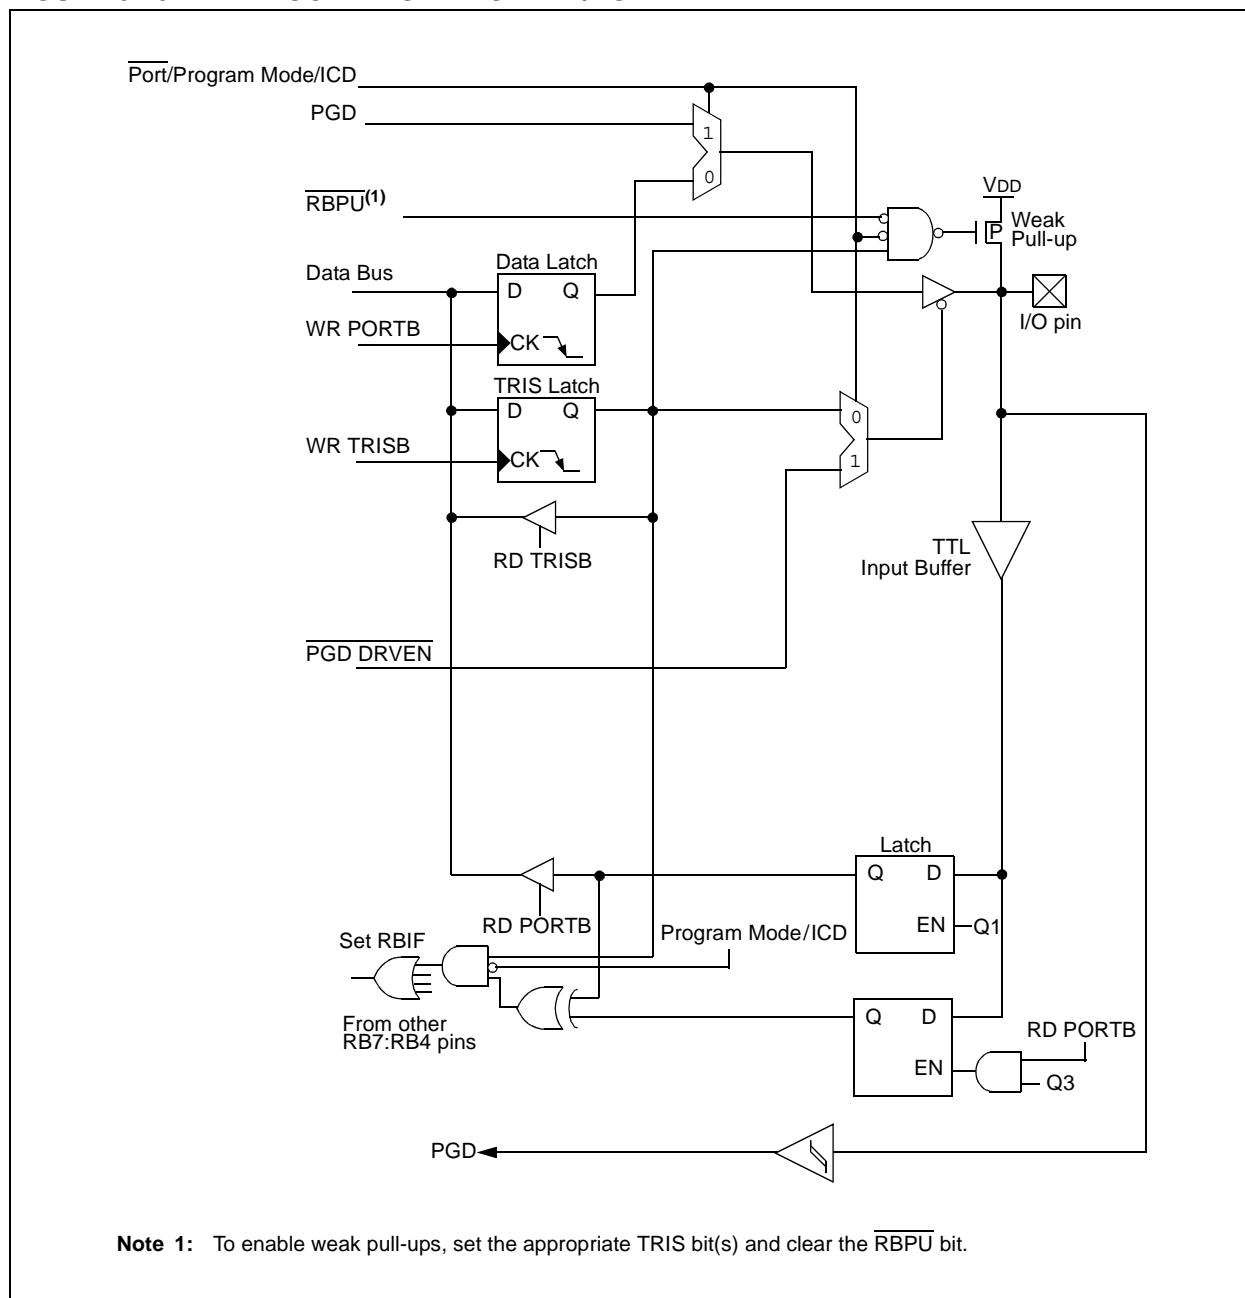 Port/Program Mode/ICD
PGD
1
0
RBPU(1)
VDD
P
Weak
Pull-up
Data Bus
Data Latch
D Q
CK
WR PORTB
I/O pin
TRIS Latch
D Q
CK
WR TRISB
0
1
RD TRISB
TTL
Input Buffer
PGD DRVEN
Latch
Q D
EN
Q1
RD PORTB
Program Mode/ICD
Set RBIF
From other
RB7:RB4 pins
Q D
EN
RD PORTB
Q3
PGD
Note 1: To enable weak pull-ups, set the appropriate TRIS bit(s) and clear the RBPU bit.